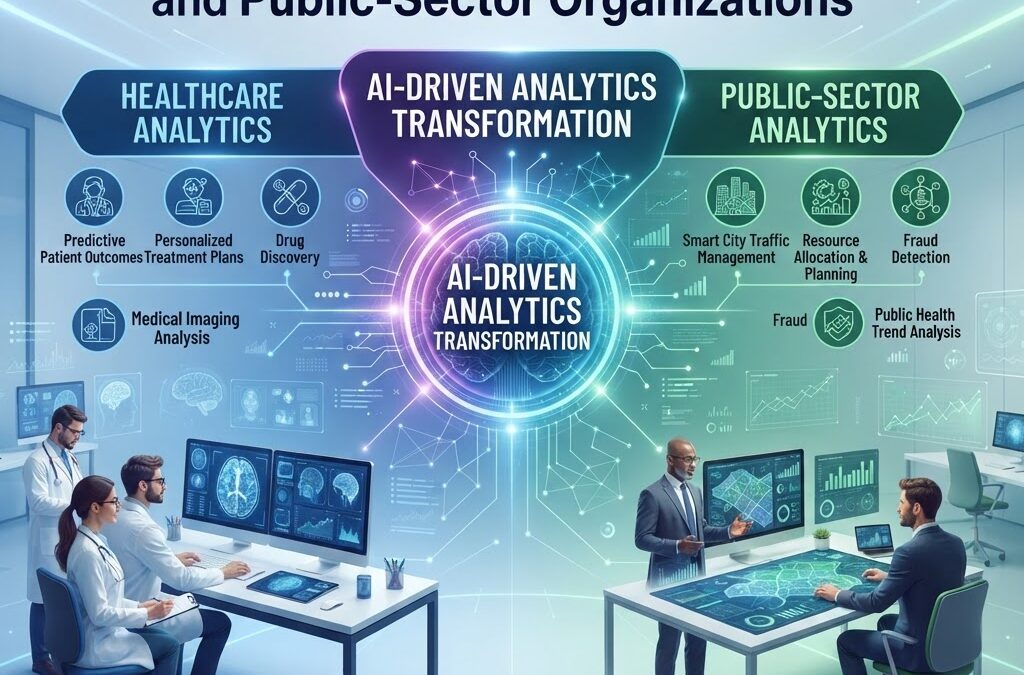 and Public-Sector Organizations
HEALTHCARE
ANALYTICS
AI-DRIVEN ANALYTICS
TRANSFORMATION
PUBLIC-SECTOR
ANALYTICS
Predictive
Patient Outcomes
Personalized
Treatment Plans
Drug
Discovery
Medical Imaging
Analysis
AI-DRIVEN
ANALYTICS
TRANSFORMATION
Smart City Traffic
Management
Resource
Allocation &
Planning
Fraud
Detection
Fraud
Public Health
Trend Analysis